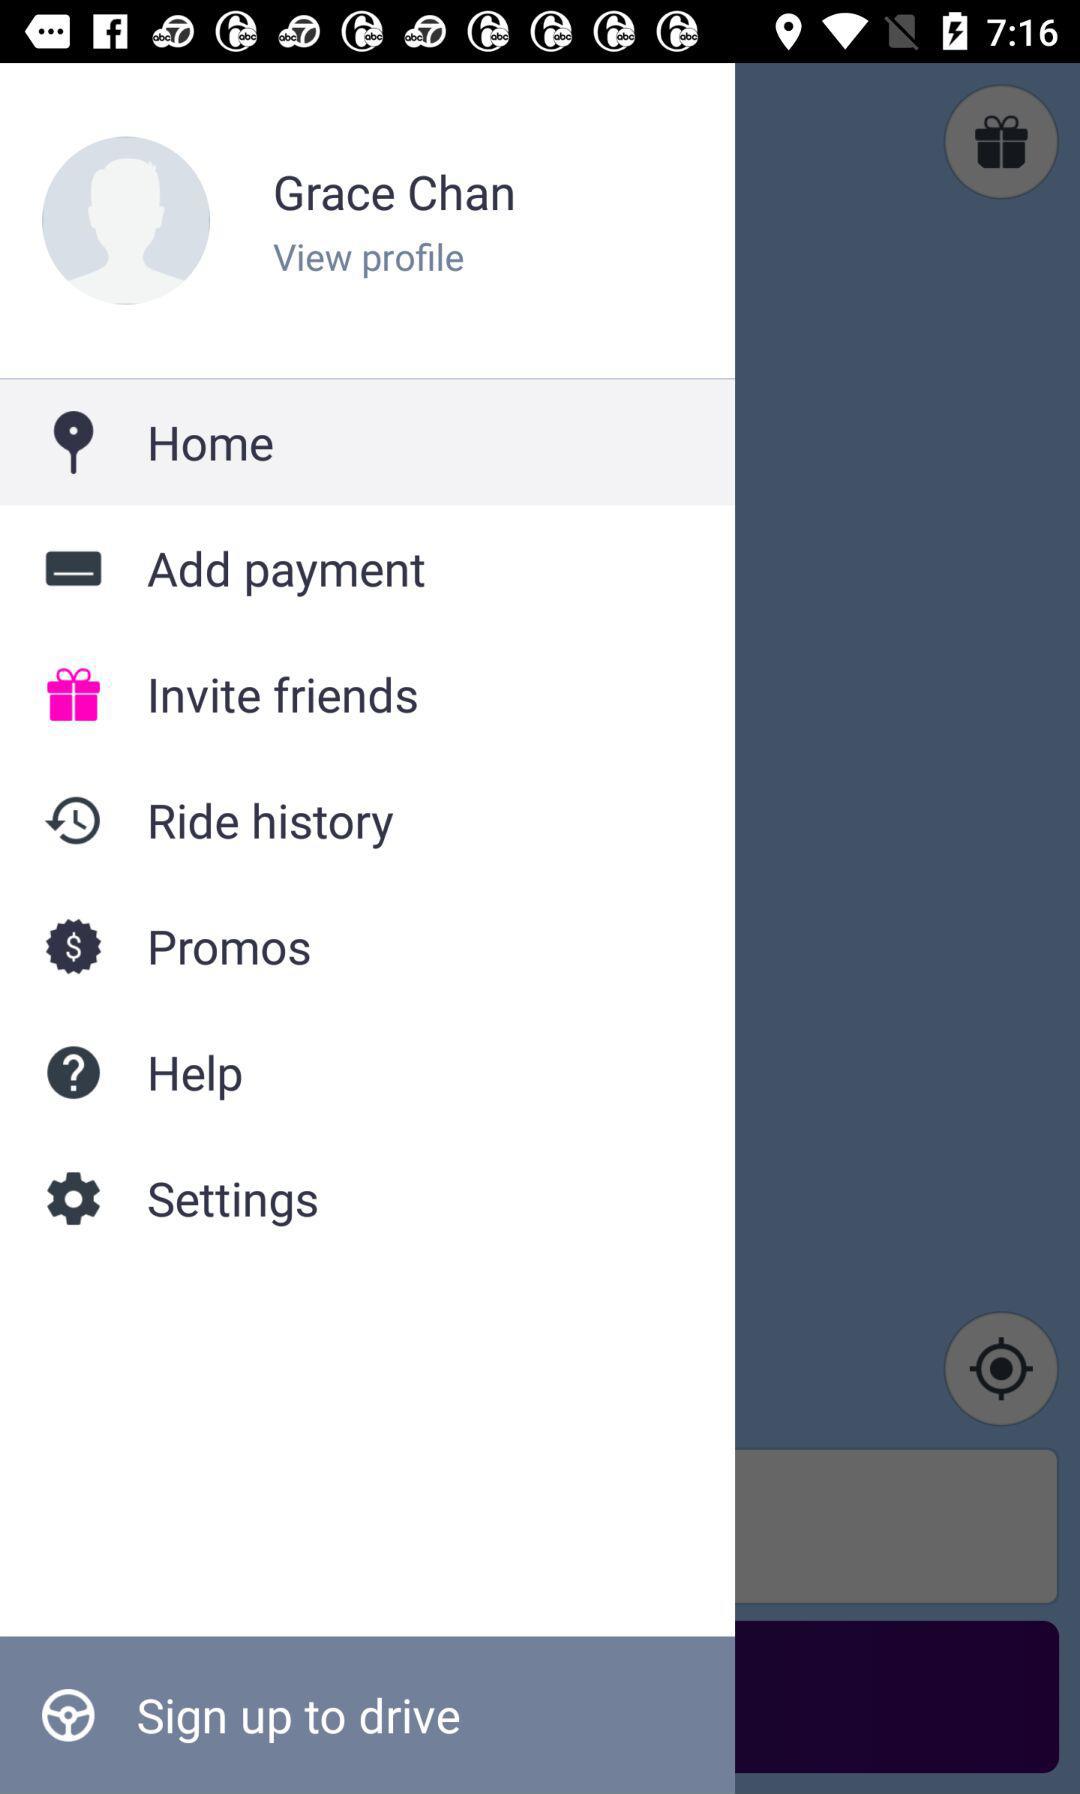 7:16
Grace Chan
View profile
Home
Add payment
Invite friends
Ride history
Promos
Help
Settings
Sign up to drive